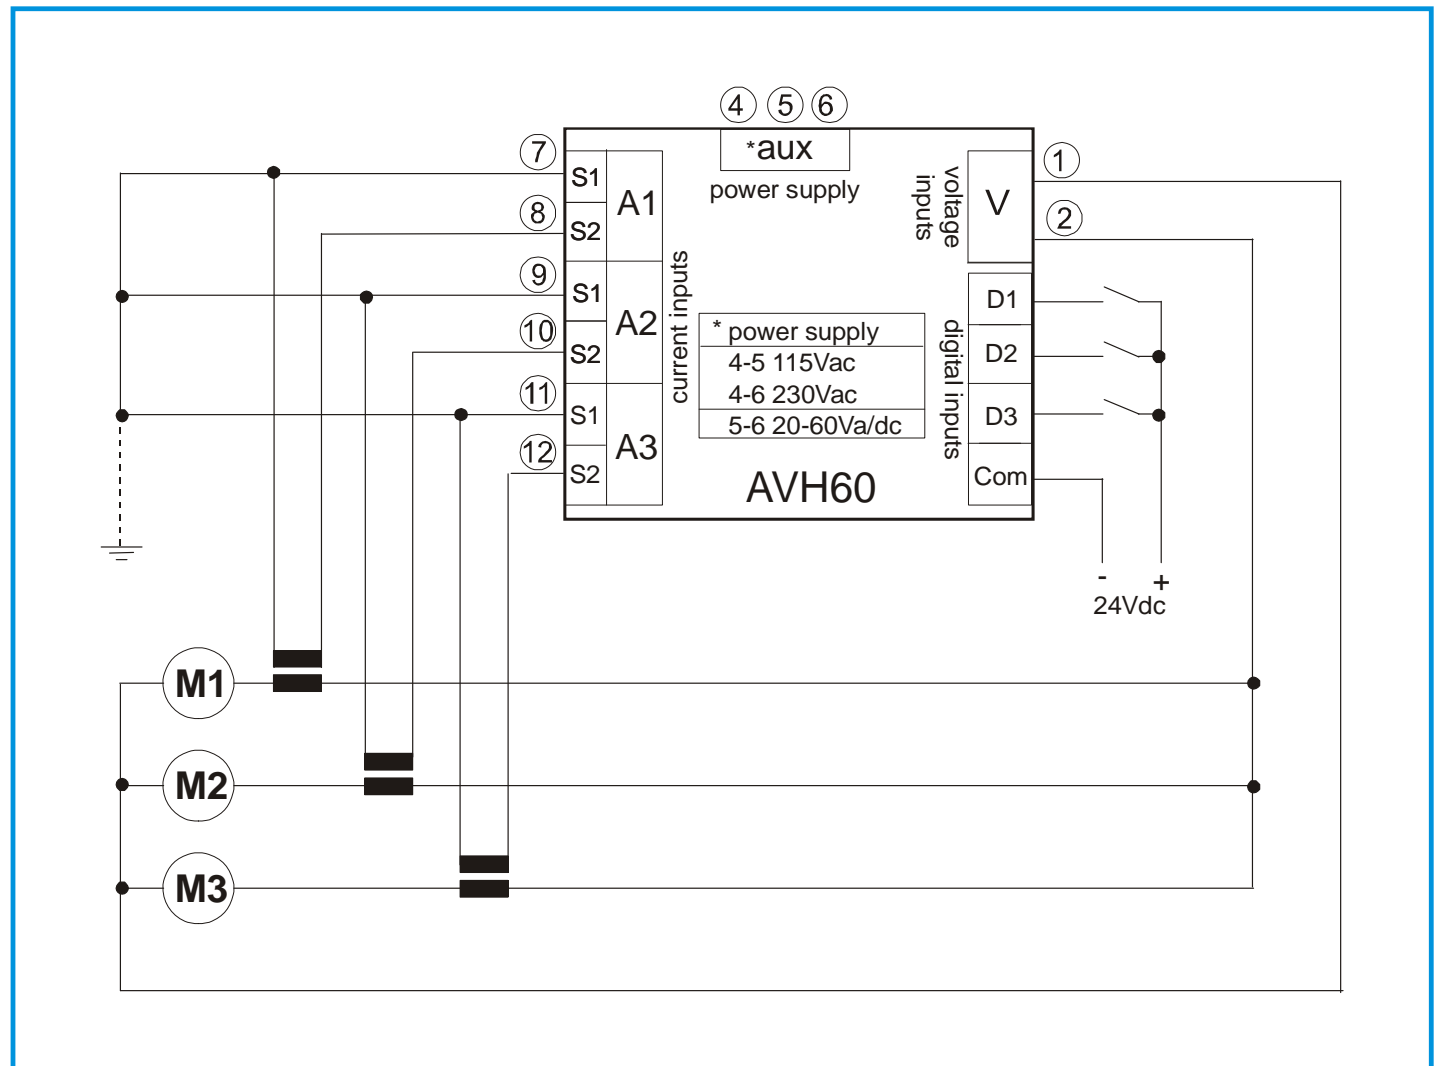 4 5 6
*aux
power supply
7
S1
A1
8
S2
9
S1
A2
10
S2
11
S1
A3
12
S2
current inputs
* power supply
4-5 115Vac
4-6 230Vac
5-6 20-60Va/dc
AVH60
voltage
inputs
V
1
2
digital inputs
D1
D2
D3
Com
- +
24Vdc
M1
M2
M3